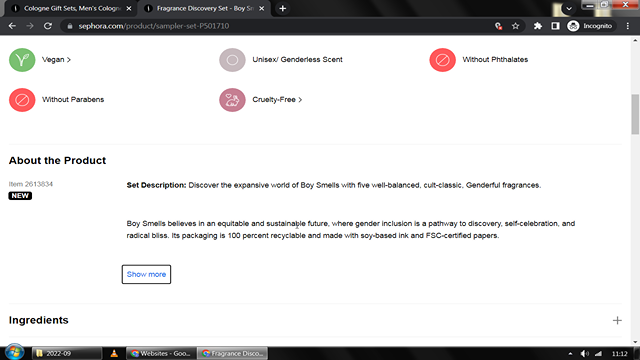 Cologne Gift Sets, Men's Cologn
Fragrance Discovery Set - Boy Sm
sephora.com/product/sampler-set-P501710
Incognito
Vegan >
Unisex/ Genderless Scent
Without Phthalates
Without Parabens
Cruelty-Free >
About the Product
Item 2613834
NEW
Set Description: Discover the expansive world of Boy Smells with five well-balanced, cult-classic, Genderful fragrances.
Boy Smells believes in an equitable and sustainable future, where gender inclusion is a pathway to discovery, self-celebration, and
radical bliss. Its packaging is 100 percent recyclable and made with soy-based ink and FSC-certified papers.
Show more
Ingredients
2022-09
Websites - Goo...
Fragrance Disco...
11:12